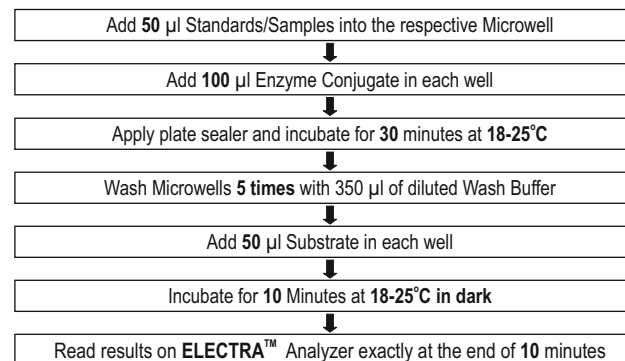 Add 50 µl Standards/Samples into the respective Microwell
Add 100 µl Enzyme Conjugate in each well
Apply plate sealer and incubate for 30 minutes at 18-25°C
Wash Microwells 5 times with 350 µl of diluted Wash Buffer
Add 50 µl Substrate in each well
Incubate for 10 Minutes at 18-25°C in dark
Read results on ELECTRA™ Analyzer exactly at the end of 10 minutes